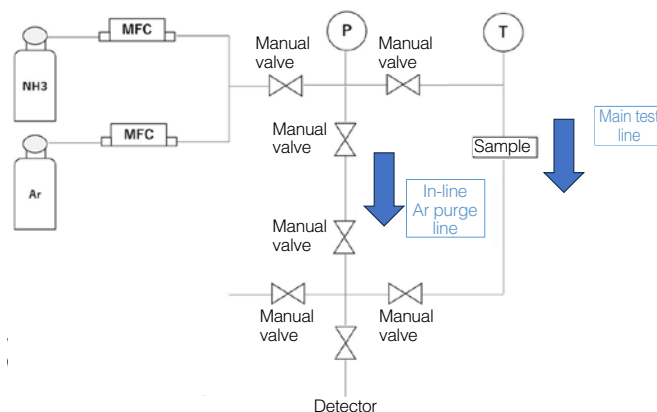 MFC
P
T
Manual
valve
Manual
valve
NH3
MFC
Manual
valve
Main test
line
Sample
Ar
In-line
Ar purge
line
Manual
valve
Manual
valve
Manual
valve
Detector